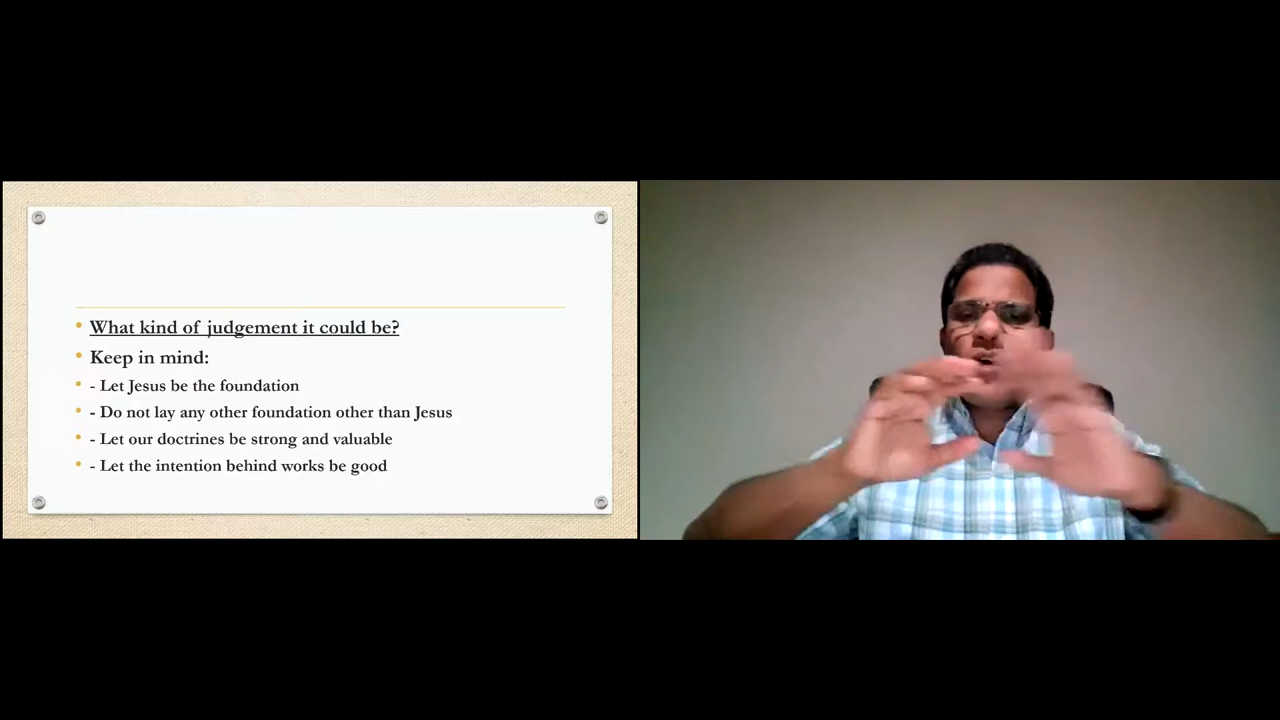 What kind of judgement it could be?
Keep in mind:
- Let Jesus be the foundation
- Do not lay any other foundation other than Jesus
- Let our doctrines be strong and valuable
- Let the intention behind works be good